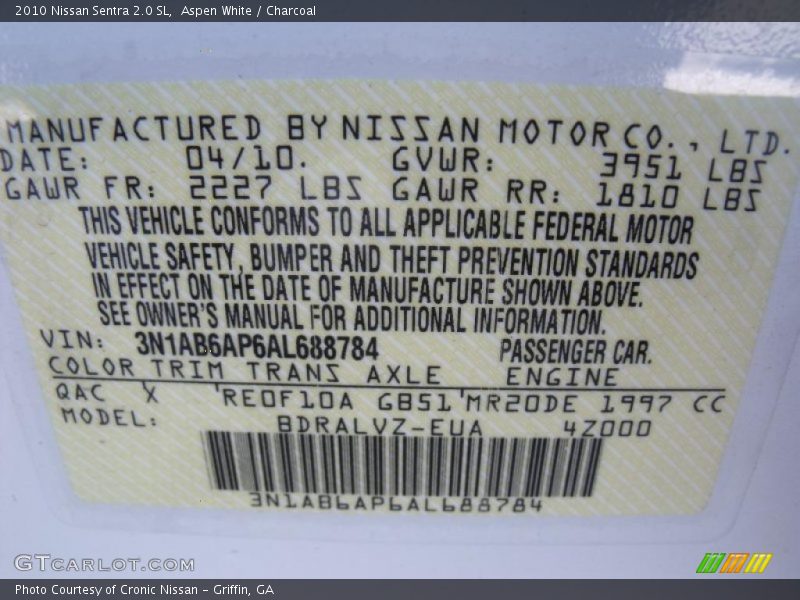 2010 Nissan Sentra 2.0 SL,  Aspen White / Charcoal
MANUFACTURED BY NISSAN MOTOR CO., LTD.
DATE: 04/10. GVWR: 3951 LBS
GAWR FR: 2227 LBS GAWR RR: 1810 LBS
THIS VEHICLE CONFORMS TO ALL APPLICABLE FEDERAL MOTOR
VEHICLE SAFETY, BUMPER AND THEFT PREVENTION STANDARDS
IN EFFECT ON THE DATE OF MANUFACTURE SHOWN ABOVE.
SEE OWNER'S MANUAL FOR ADDITIONAL INFORMATION.
VIN: 3N1AB6AP6AL688784 PASSENGER CAR.
COLOR TRIM TRANS AXLE ENGINE
QAC X 'RE0F10A GB51'MR20DE 1997 CC
MODEL: BDRALVZ-EUA 4Z000
3N1AB6AP6AL688784
GTCARLOT.COM
Photo Courtesy of Cronic Nissan – Griffin, GA